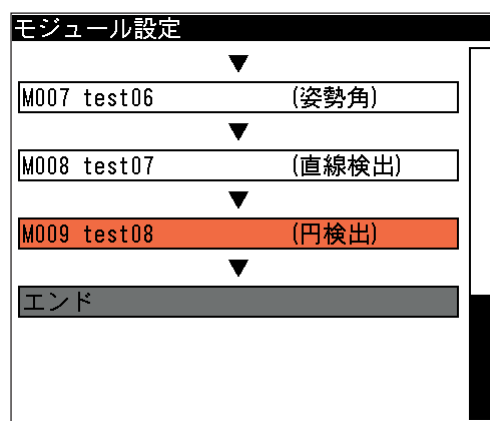 モジュール設定
▼
M007 test06 (姿勢角)
▼
M008 test07 (直線検出)
▼
M009 test08 (円検出)
▼
エンド